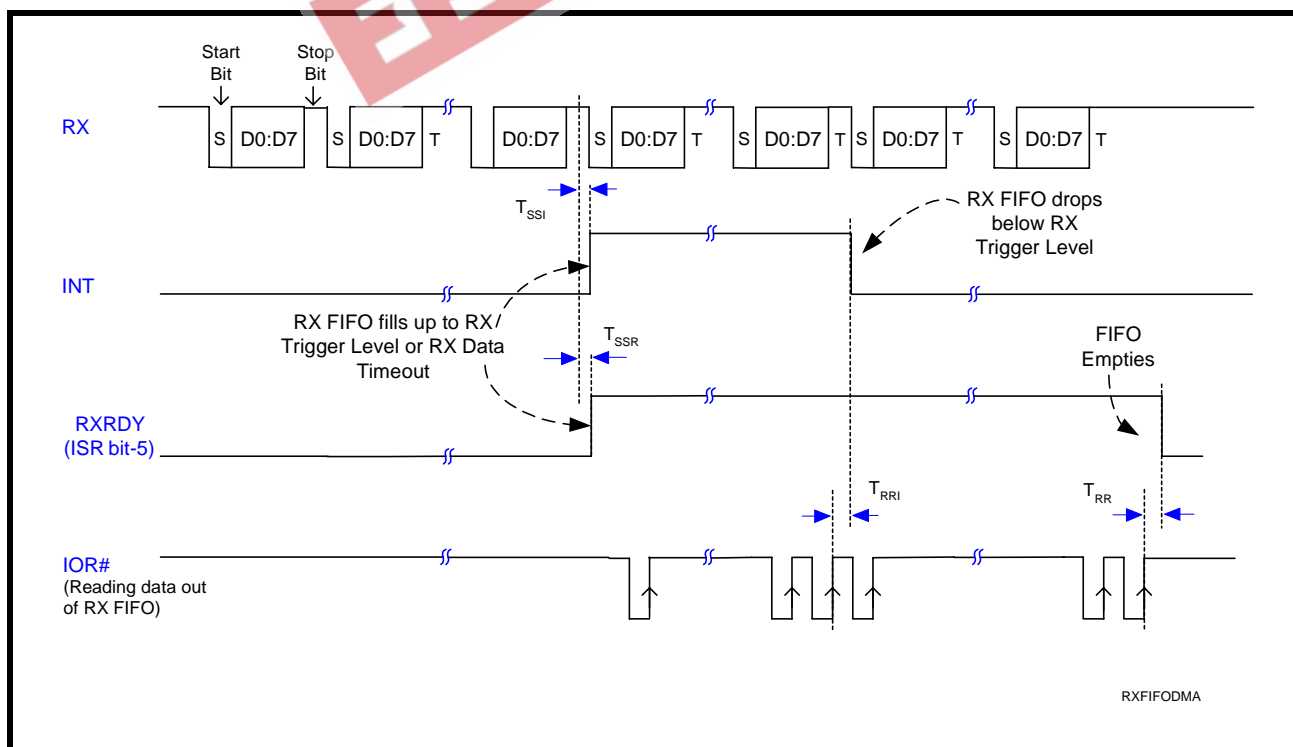 Start
Bit
Stop
Bit
RX
S D0:D7 S D0:D7 T D0:D7 S D0:D7 T S D0:D7 T S D0:D7 T S D0:D7 T
TSSI
RX FIFO drops
below RX
Trigger Level
INT
RX FIFO fills up to RX
Trigger Level or RX Data
Timeout
TSSR
FIFO
Empties
RXRDY
(ISR bit-5)
TRRI
TRR
IOR#
(Reading data out
of RX FIFO)
RXFIFODMA